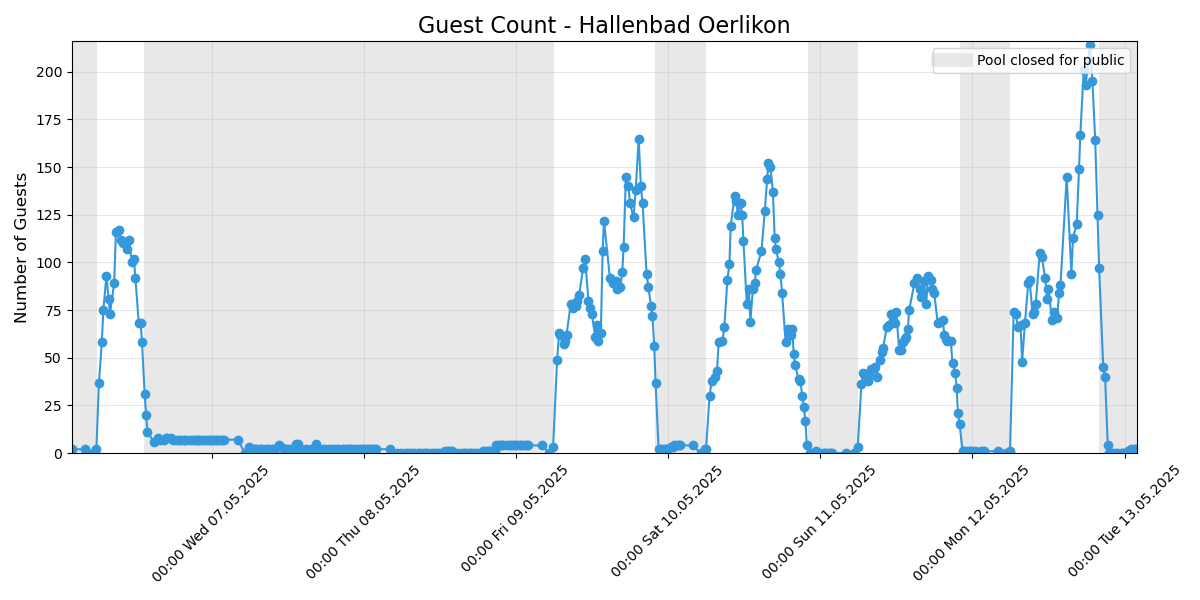 Guest Count - Hallenbad Oerlikon
Pool closed for public
Number of Guests
200
175
150
125
100
75
50
25
0
00:00 Wed 07.05.2025
00:00 Thu 08.05.2025
00:00 Fri 09.05.2025
00:00 Sat 10.05.2025
00:00 Sun 11.05.2025
00:00 Mon 12.05.2025
00:00 Tue 13.05.2025